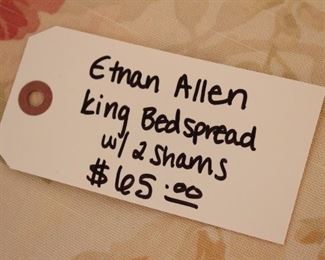 Ethan Allen
king Bedspread
w/ 2 shams
$65.00